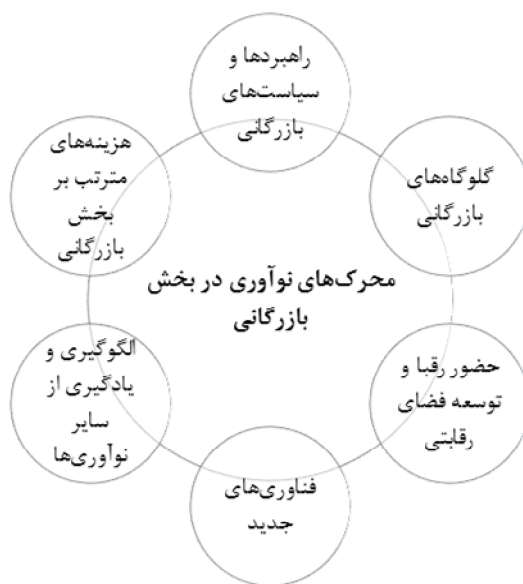 راهبردها و
سیاست‌های
بازرگانی
گلوگاه‌های
بازرگانی
حضور رقبا و
توسعه فضای
رقابتی
فناوری‌های
جدید
الگوگیری و
یادگیری از
سایر
نوآوری‌ها
هزینه‌های
مترتب بر
بخش
بازرگانی
محرک‌های نوآوری در بخش
بازرگانی